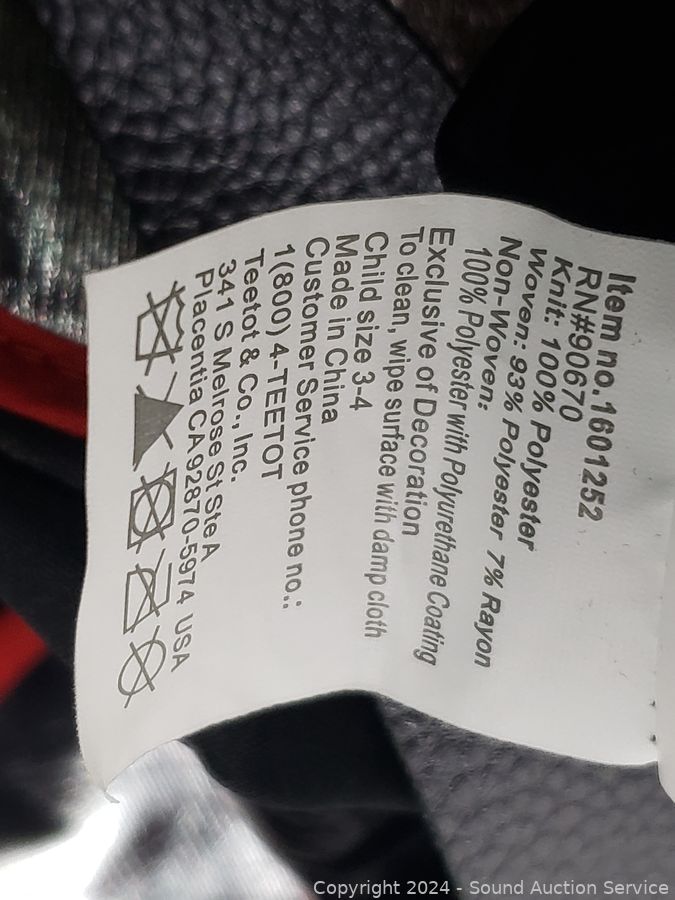 Item no.1601252
RN#90670
Knit: 100% Polyester
Woven: 93% Polyester 7% Rayon
Non-Woven:
100% Polyester with Polyurethane Coating
Exclusive of Decoration
To clean, wipe surface with damp cloth
Child size 3-4
Made in China
Customer Service phone no.:
1(800) 4-TEETOT
Teetot & Co., Inc.
341 S Melrose St SteA
Placentia CA 92870-5974 USA
Copyright 2024 - Sound Auction Service